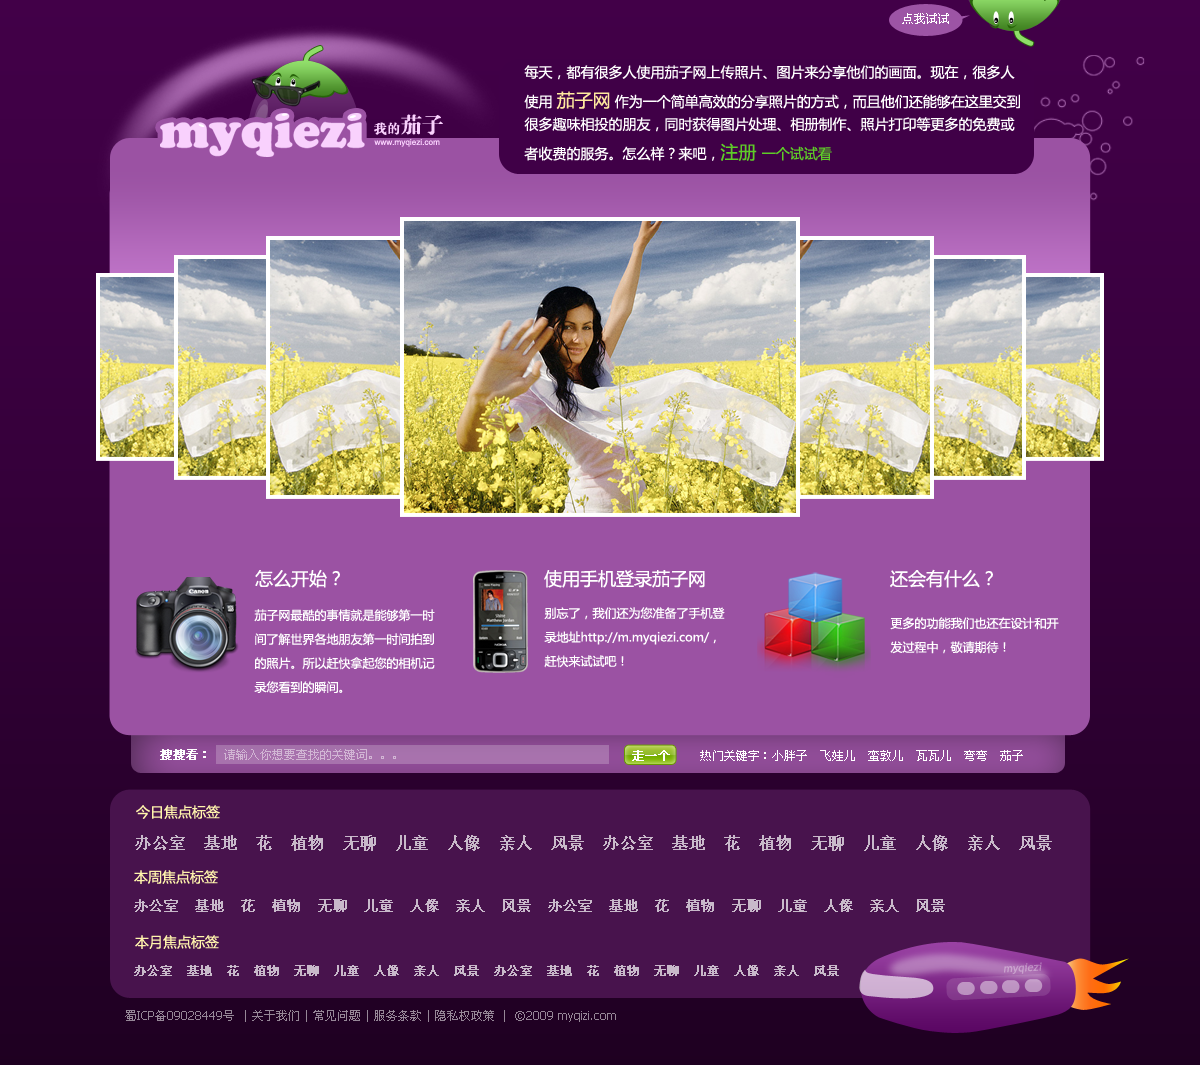 点我试试
每天，都有很多人使用茄子网上传照片、图片来分享他们的画面。现在，很多人
使用 茄子网 作为一个简单高效的分享照片的方式，而且他们还能够在这里交到
很多趣味相投的朋友，同时获得图片处理、相册制作、照片打印等更多的免费或
者收费的服务。怎么样？来吧，注册 一个试试看
myqiezi 我的茄子
www.myqiezi.com
怎么开始？
茄子网最酷的事情就是能够第一时
间了解世界各地朋友第一时间拍到
的照片。所以赶快拿起您的相机记
录您看到的瞬间。
Canon
使用手机登录茄子网
别忘了，我们还为您准备了手机登
录地址http://m.myqiezi.com/，
赶快来试试吧！
还会有什么？
更多的功能我们也还在设计和开
发过程中，敬请期待！
搜搜看： 请输入你想要查找的关键词。。。 走一个 热门关键字：小胖子 飞娃儿 蛮敦儿 瓦瓦儿 弯弯 茄子
今日焦点标签
办公室 基地 花 植物 无聊 儿童 人像 亲人 风景 办公室 基地 花 植物 无聊 儿童 人像 亲人 风景
本周焦点标签
办公室 基地 花 植物 无聊 儿童 人像 亲人 风景 办公室 基地 花 植物 无聊 儿童 人像 亲人 风景
本月焦点标签
办公室 基地 花 植物 无聊 儿童 人像 亲人 风景 办公室 基地 花 植物 无聊 儿童 人像 亲人 风景
myqiezi
蜀ICP备09028449号 | 关于我们 | 常见问题 | 服务条款 | 隐私权政策 | ©2009 myqizi.com